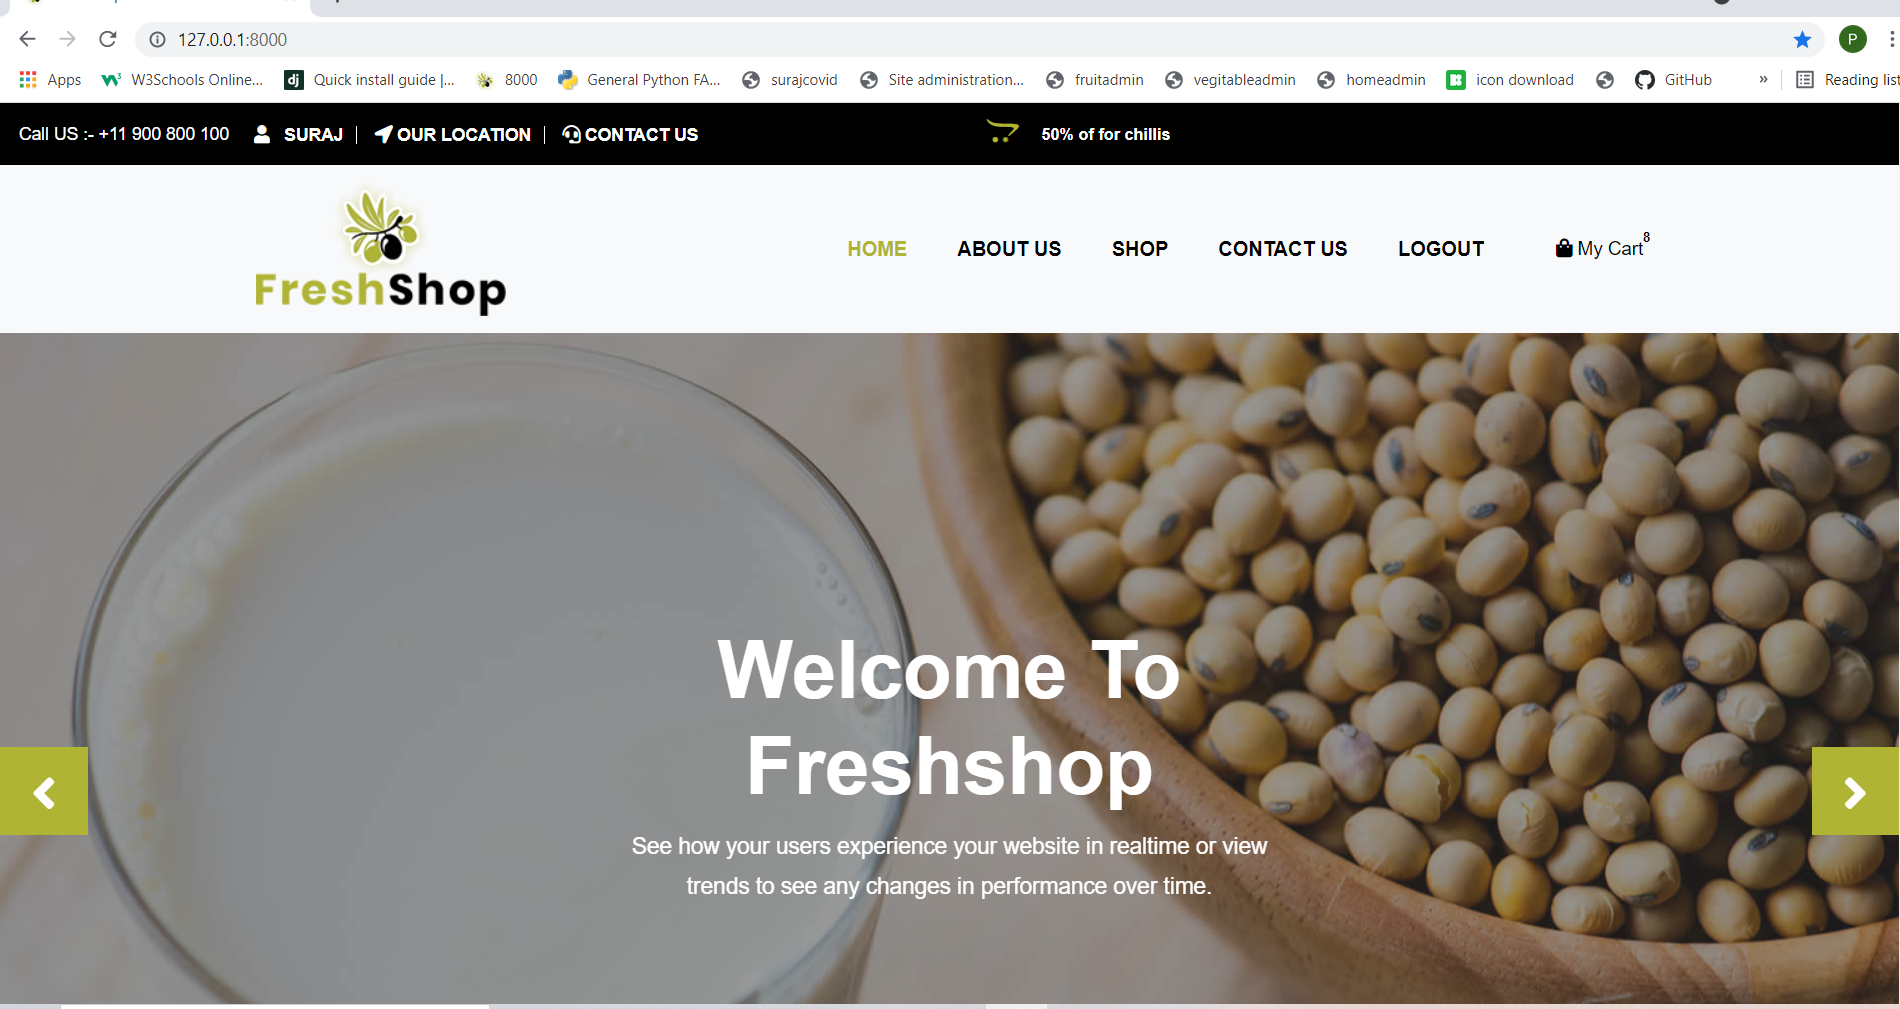 127.0.0.1:8000
P
Apps W3Schools Online... dj Quick install guide |... 8000 General Python FA... surajcovid Site administration... fruitadmin vegitableadmin homeadmin icon download GitHub » Reading list
Call US :- +11 900 800 100 SURAJ | OUR LOCATION | CONTACT US 50% of for chillis
FreshShop
HOME ABOUT US SHOP CONTACT US LOGOUT My Cart 8
Welcome To
Freshshop
See how your users experience your website in realtime or view
trends to see any changes in performance over time.